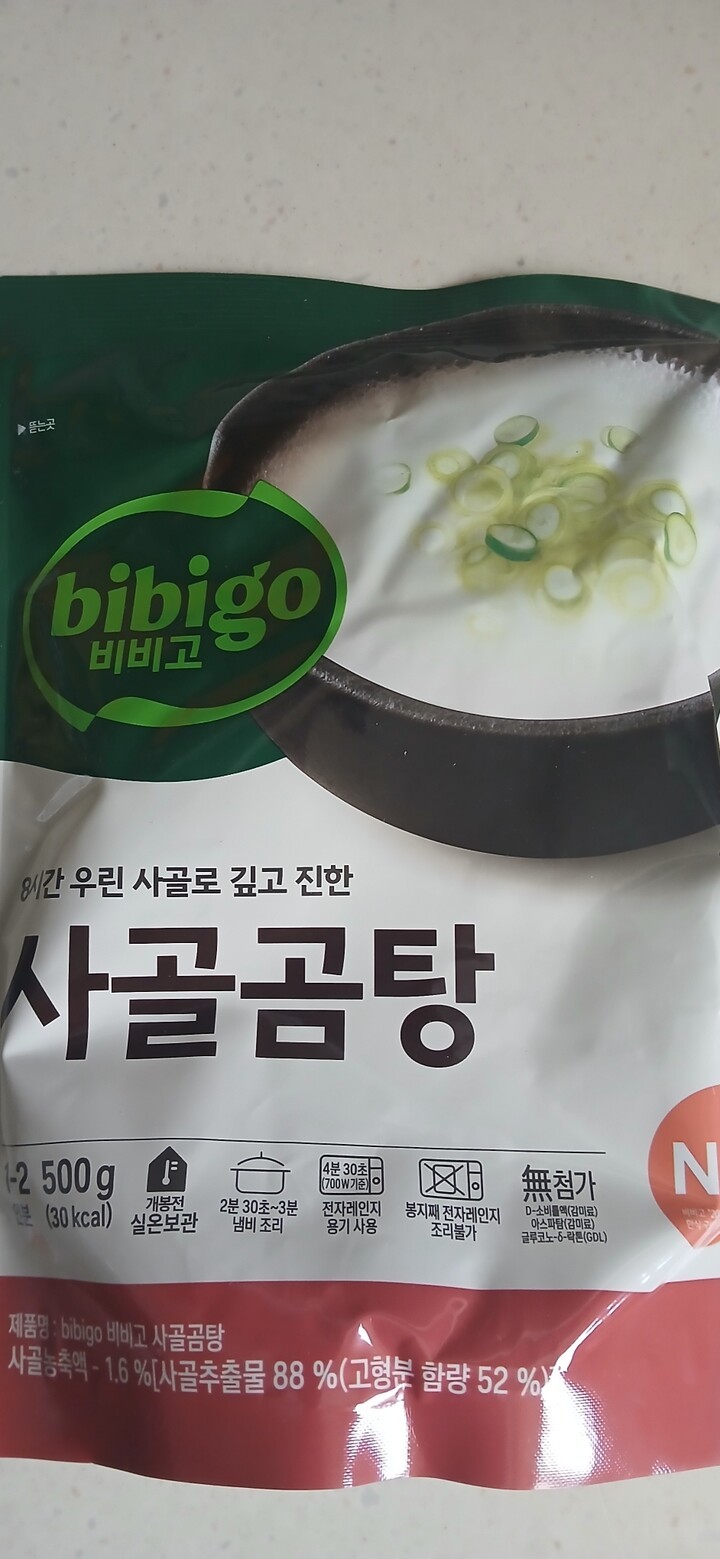 ▶뜯는곳
bibigo
비비고
8시간 우린 사골로 깊고 진한
사골곰탕
1-2
인분
500g
(30 kcal)
개봉전
실온보관
2분 30초~3분
냄비 조리
4분 30초
(700W기준)
전자레인지
용기 사용
봉지째 전자레인지
조리불가
無첨가
D-소비톨액(감미료)
아스파탐(감미료)
글루코노-δ-락톤(GDL)
N
제품명 : bibigo 비비고 사골곰탕
사골농축액 - 1.6 %[사골추출물 88 %(고형분 함량 52 %)]